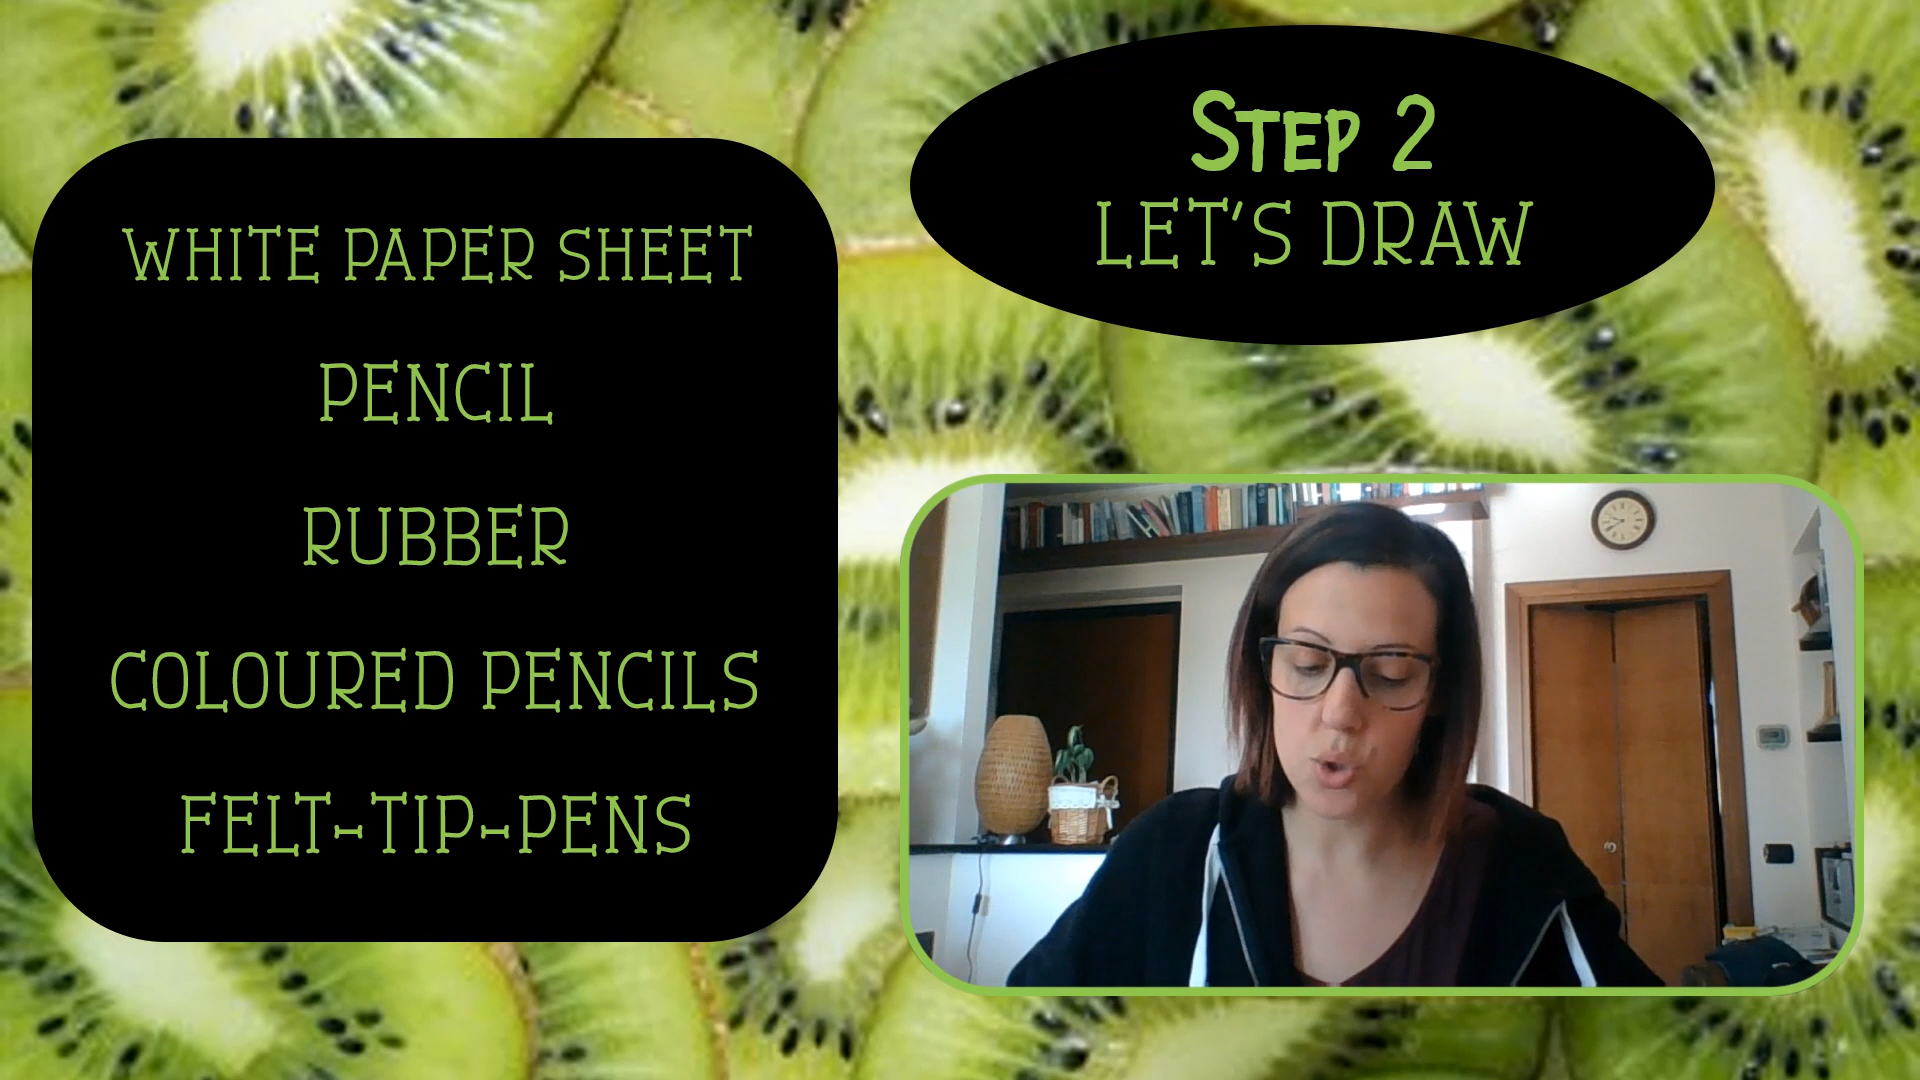 Step 2
LET'S DRAW
WHITE PAPER SHEET
PENCIL
RUBBER
COLOURED PENCILS
FELT-TIP-PENS